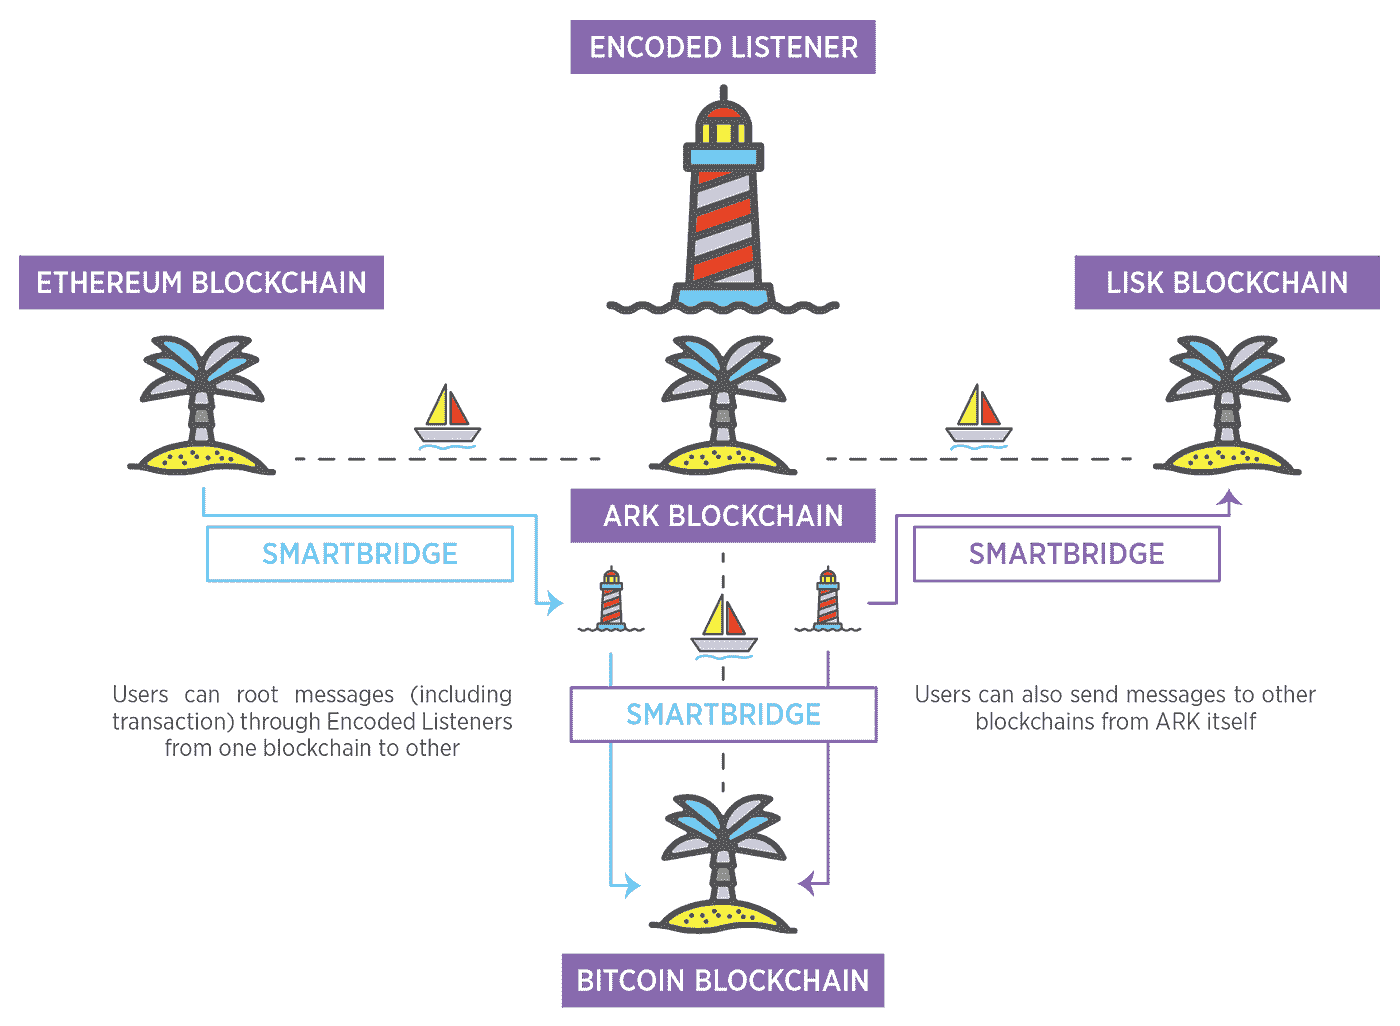 ENCODED LISTENER
ETHEREUM BLOCKCHAIN
LISK BLOCKCHAIN
ARK BLOCKCHAIN
SMARTBRIDGE
SMARTBRIDGE
Users can root messages (including
transaction) through Encoded Listeners
from one blockchain to other
SMARTBRIDGE
Users can also send messages to other
blockchains from ARK itself
BITCOIN BLOCKCHAIN